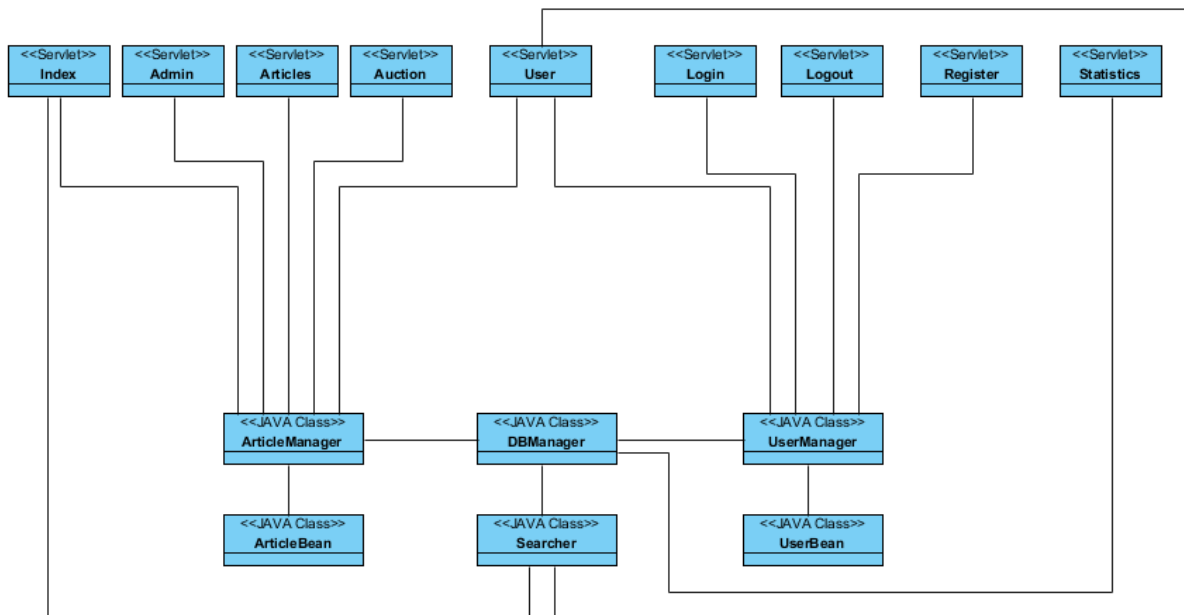 <<Servlet>>
Index
<<Servlet>>
Admin
<<Servlet>>
Articles
<<Servlet>>
Auction
<<Servlet>>
User
<<Servlet>>
Login
<<Servlet>>
Logout
<<Servlet>>
Register
<<Servlet>>
Statistics
<<JAVA Class>>
ArticleManager
<<JAVA Class>>
DBManager
<<JAVA Class>>
UserManager
<<JAVA Class>>
ArticleBean
<<JAVA Class>>
Searcher
<<JAVA Class>>
UserBean